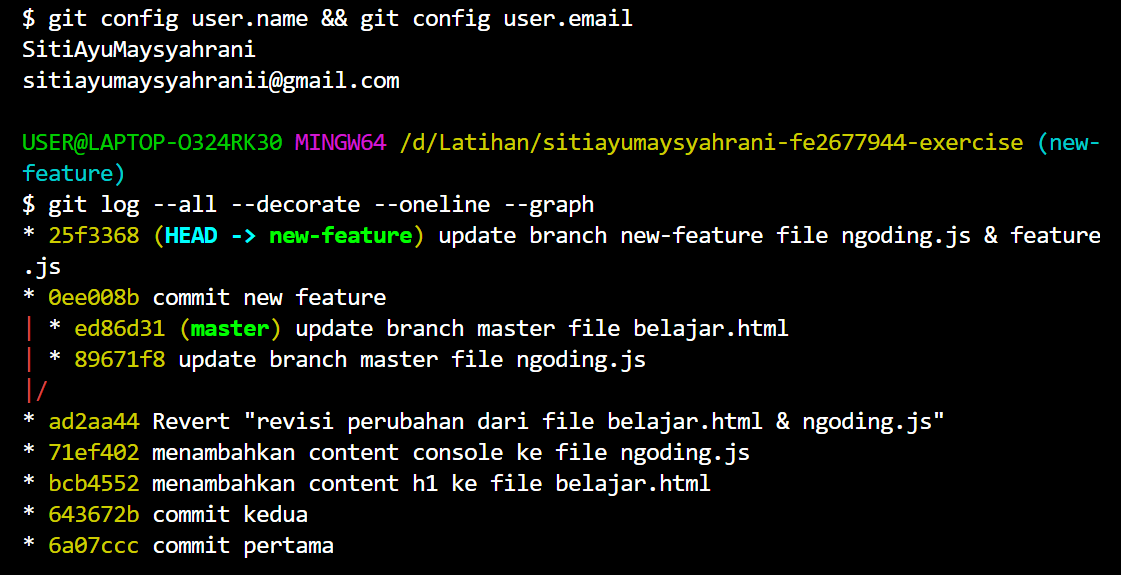 $ git config user.name && git config user.email
SitiAyuMaysyahrani
sitiayumaysyahranii@gmail.com
USER@LAPTOP-O324RK30 MINGW64 /d/Latihan/sitiayumaysyahrani-fe2677944-exercise (new-
feature)
$ git log --all --decorate --oneline --graph
* 25f3368 (HEAD -> new-feature) update branch new-feature file ngoding.js & feature
.js
* 0ee008b commit new feature
| * ed86d31 (master) update branch master file belajar.html
| * 89671f8 update branch master file ngoding.js
|/
* ad2aa44 Revert "revisi perubahan dari file belajar.html & ngoding.js"
* 71ef402 menambahkan content console ke file ngoding.js
* bcb4552 menambahkan content h1 ke file belajar.html
* 643672b commit kedua
* 6a07ccc commit pertama